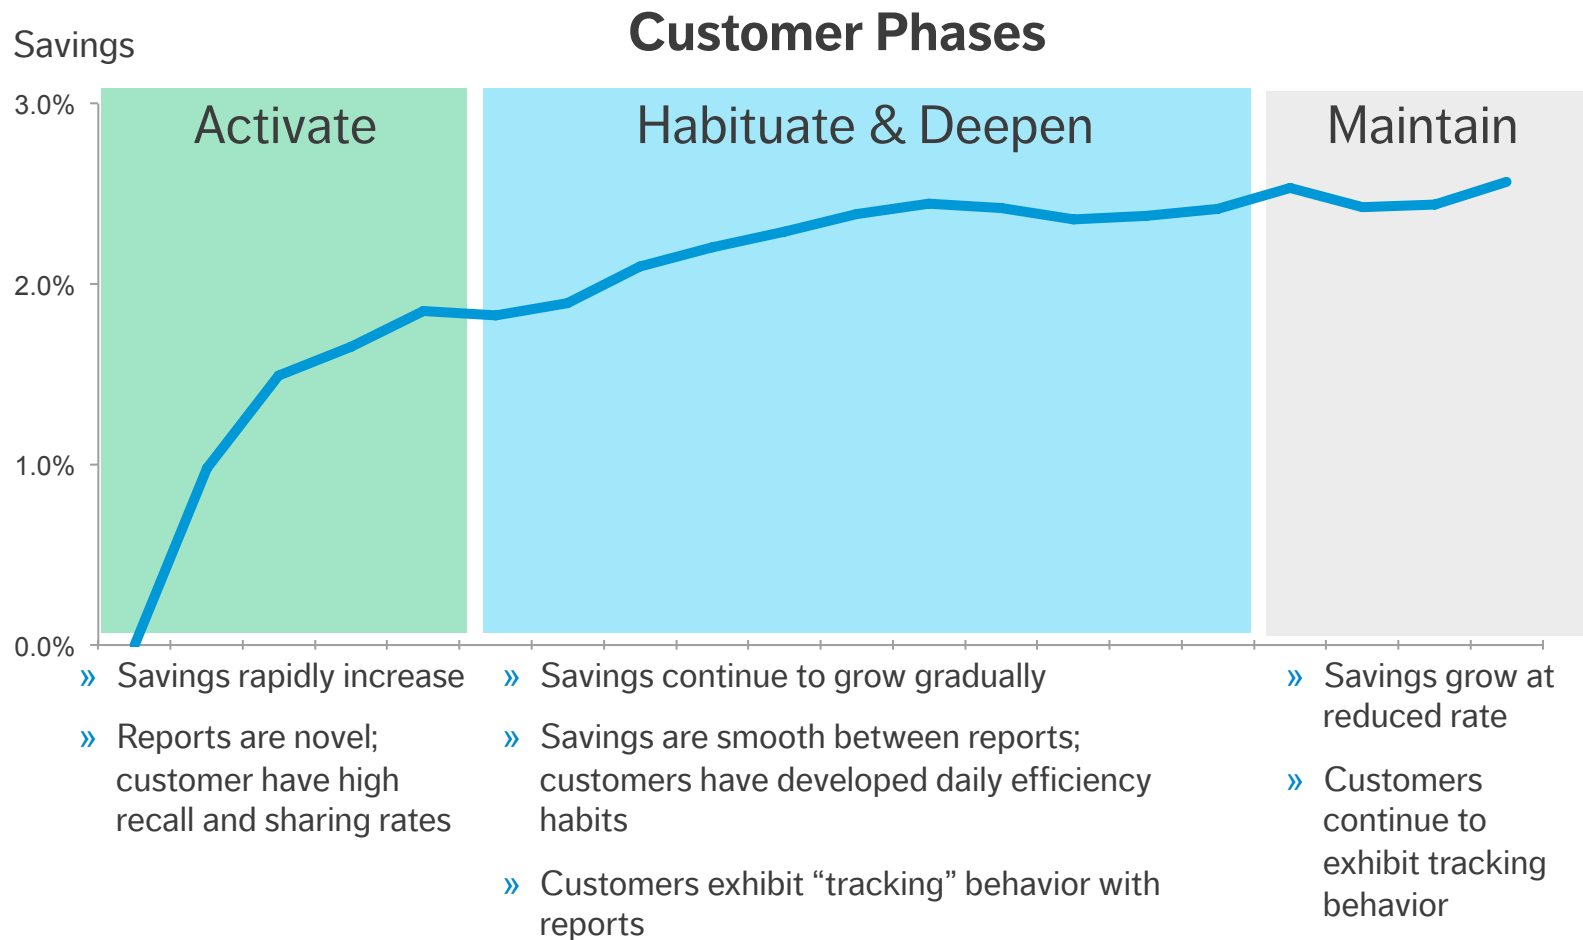 Customer Phases
Savings
Activate
Habituate & Deepen
Maintain
3.0%
2.0%
1.0%
0.0%
» Savings rapidly increase
» Reports are novel;
customer have high
recall and sharing rates
» Savings continue to grow gradually
» Savings are smooth between reports;
customers have developed daily efficiency
habits
» Customers exhibit “tracking” behavior with
reports
» Savings grow at
reduced rate
» Customers
continue to
exhibit tracking
behavior